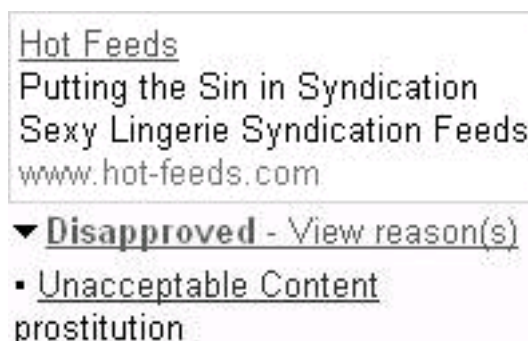 Hot Feeds
Putting the Sin in Syndication
Sexy Lingerie Syndication Feeds
www.hot-feeds.com
Disapproved - View reason(s)
Unacceptable Content
prostitution